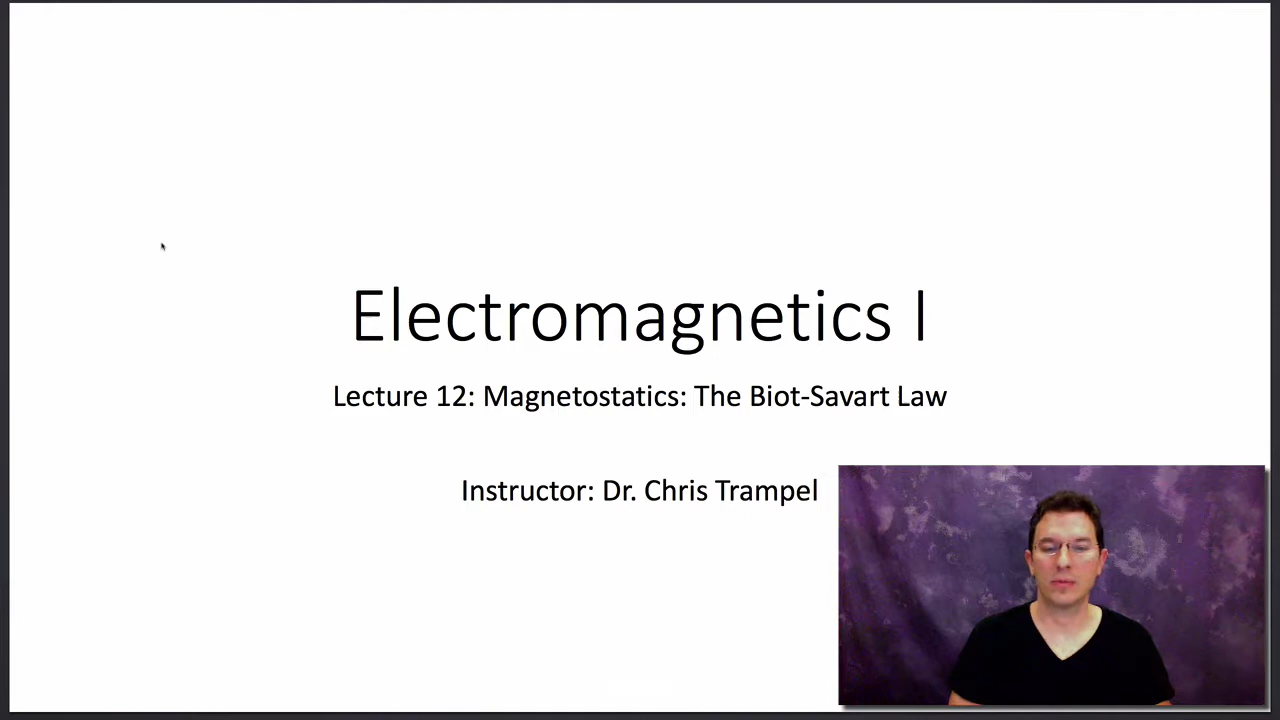 Electromagnetics I
Lecture 12: Magnetostatics: The Biot-Savart Law
Instructor: Dr. Chris Trampel